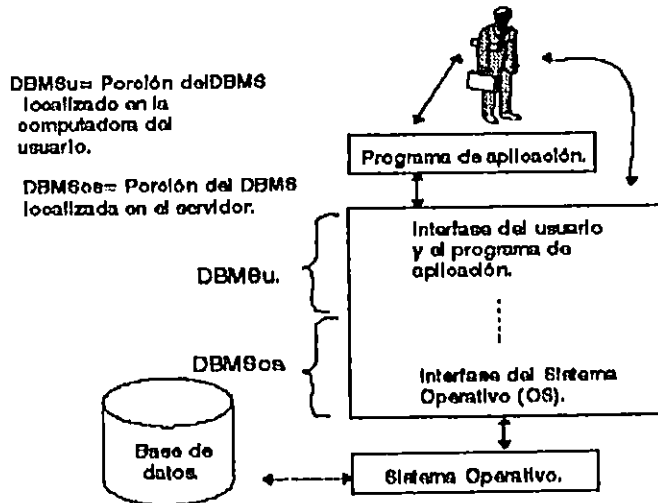 DBMSu= Porción delDBMS
localizado en la
computadora del
usuario.
DBMSos= Porción del DBMS
localizada en el servidor.
Programa de aplicación.
Interfase del usuario
y el programa de
aplicación.
DBMSu.
DBMSos
Interfase del Sistema
Operativo (OS).
Base de
datos.
Sistema Operativo.